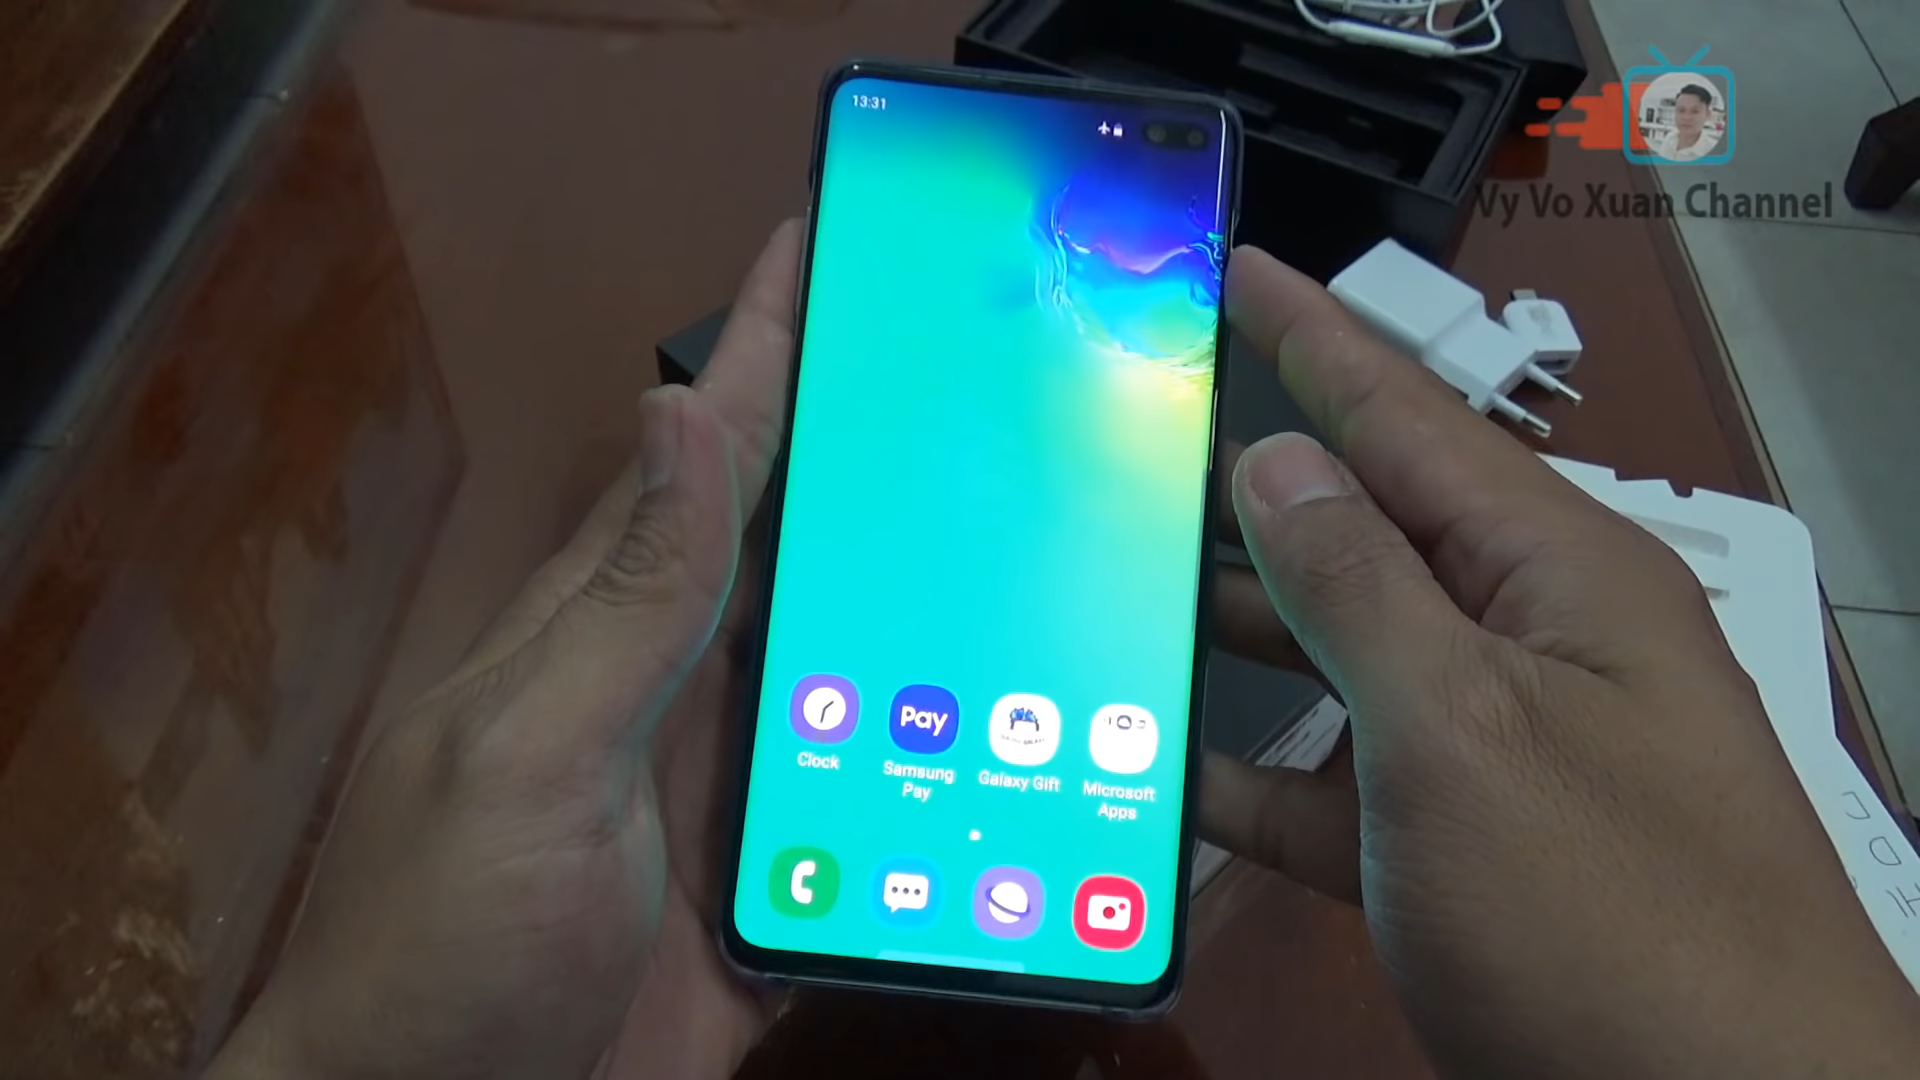 13:31
Vy Vo Xuan Channel
Pay
Clock
Samsung
Pay
Galaxy Gift
Microsoft
Apps